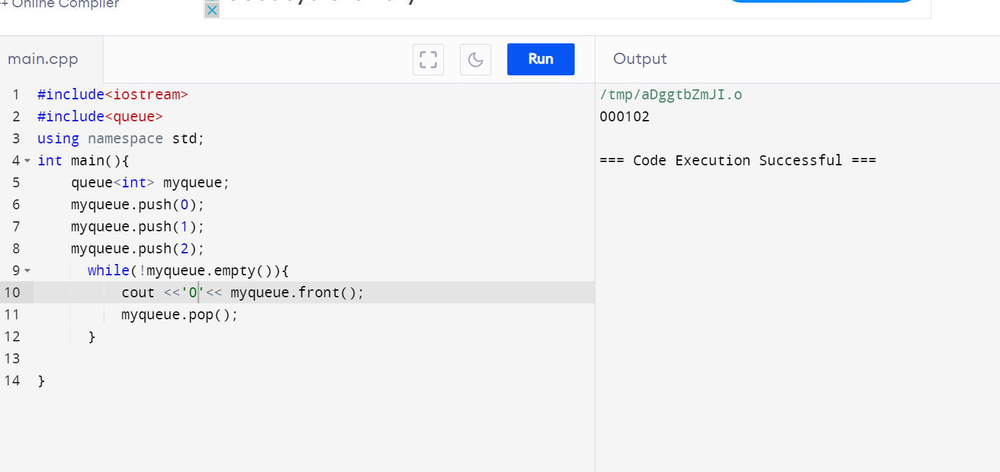 Online Compiler
main.cpp
Run
Output
1 #include<iostream>
2 #include<queue>
3 using namespace std;
4 int main(){
5 queue<int> myqueue;
6 myqueue.push(0);
7 myqueue.push(1);
8 myqueue.push(2);
9 while(!myqueue.empty()){
10 cout <<'0'<< myqueue.front();
11 myqueue.pop();
12 }
13
14 }
/tmp/aDggtbZmJI.o
000102
=== Code Execution Successful ===